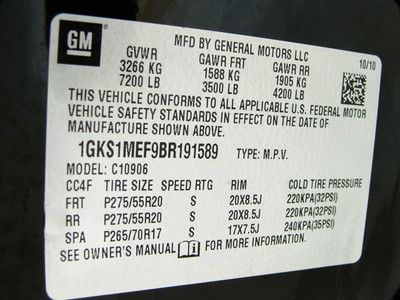 GM
MFD BY GENERAL MOTORS LLC
10/10
GVWR GAWR FRT GAWR RR
3266 KG 1588 KG 1905 KG
7200 LB 3500 LB 4200 LB
THIS VEHICLE CONFORMS TO ALL APPLICABLE U.S. FEDERAL MOTOR
VEHICLE SAFETY STANDARDS IN EFFECT ON THE DATE OF
MANUFACTURE SHOWN ABOVE.
1GKS1MEF9BR191589 TYPE: M.P.V.
MODEL: C10906
CC4F TIRE SIZE SPEED RTG RIM COLD TIRE PRESSURE
FRT P275/55R20 S 20X8.5J 220KPA(32PSI)
RR P275/55R20 S 20X8.5J 220KPA(32PSI)
SPA P265/70R17 S 17X7.5J 240KPA(35PSI)
SEE OWNER'S MANUAL FOR MORE INFORMATION.